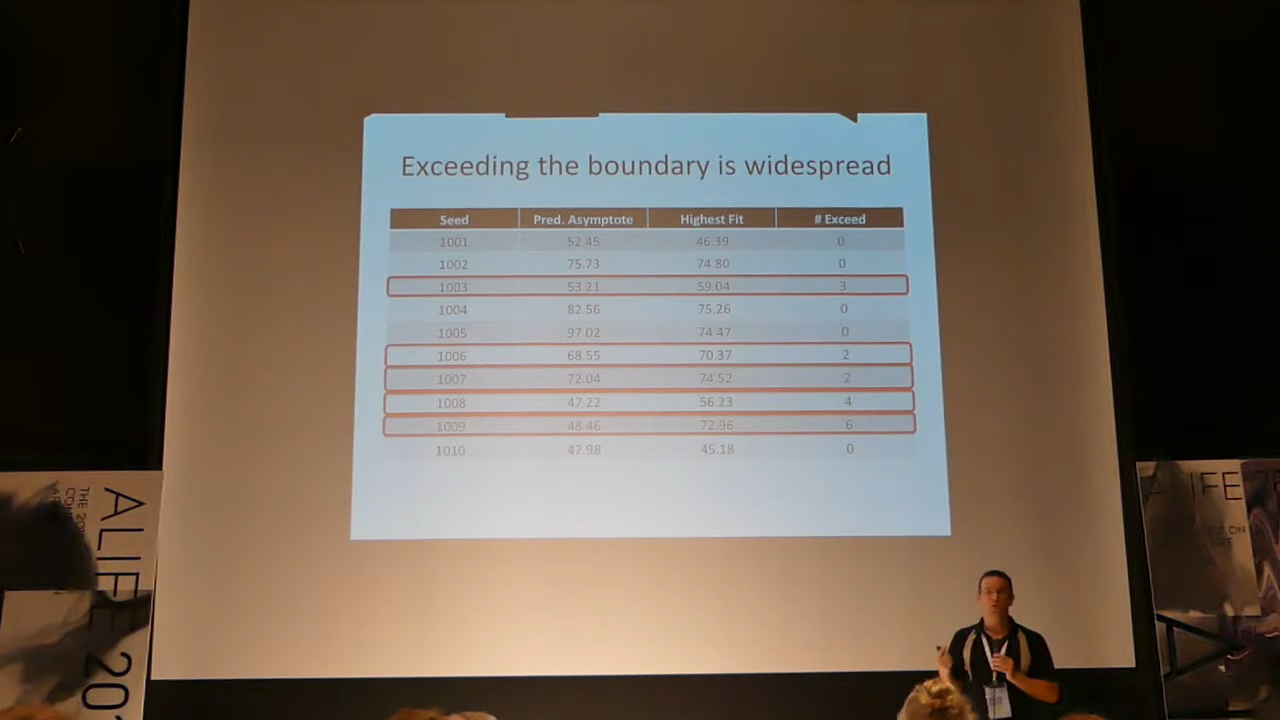 Exceeding the boundary is widespread
Seed Pred. Asymptote Highest Fit # Exceed
1001 52.45 46.39 0
1002 75.73 74.80 0
1003 53.21 59.04 3
1004 82.56 75.26 0
1005 97.02 74.47 0
1006 68.55 70.37 2
1007 72.04 74.52 2
1008 47.22 56.23 4
1009 48.46 72.96 6
1010 47.98 45.18 0
ALIFE 20
THE 20
ALIFE
ON